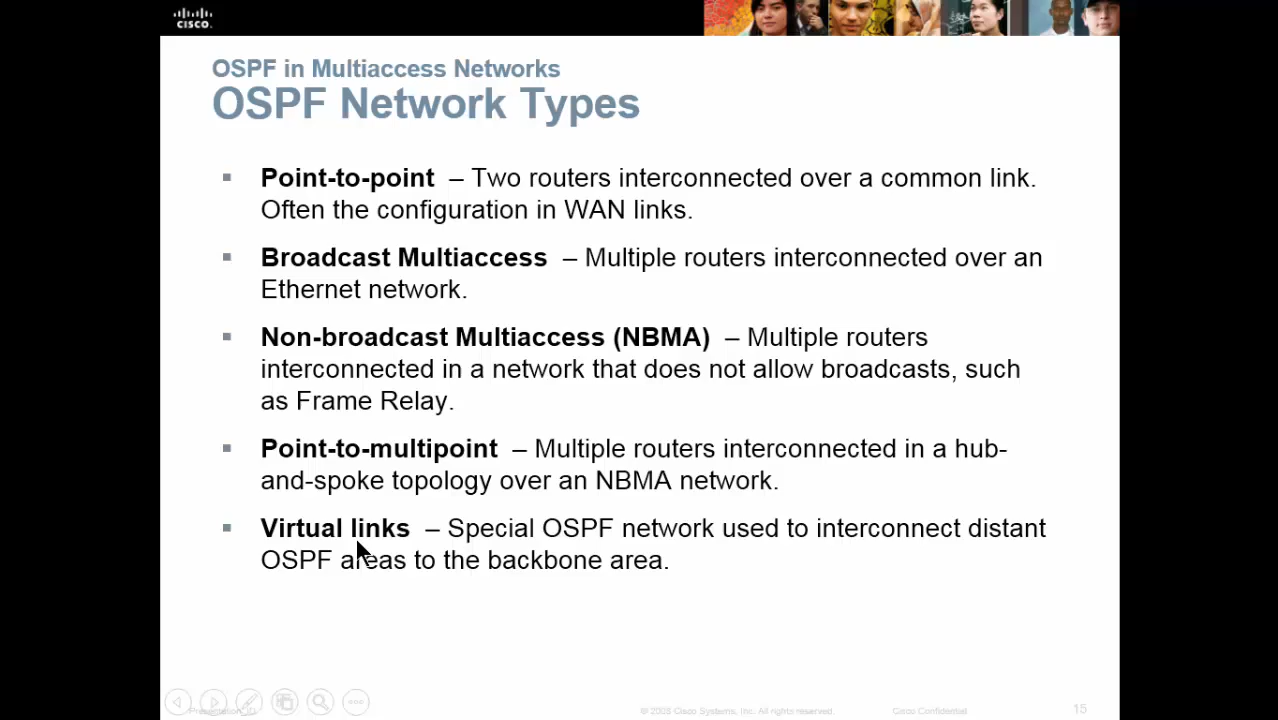 CISCO
OSPF in Multiaccess Networks
OSPF Network Types
Point-to-point – Two routers interconnected over a common link.
Often the configuration in WAN links.
Broadcast Multiaccess – Multiple routers interconnected over an
Ethernet network.
Non-broadcast Multiaccess (NBMA) – Multiple routers
interconnected in a network that does not allow broadcasts, such
as Frame Relay.
Point-to-multipoint – Multiple routers interconnected in a hub-
and-spoke topology over an NBMA network.
Virtual links – Special OSPF network used to interconnect distant
OSPF areas to the backbone area.
Presentation_ID
© 2008 Cisco Systems, Inc. All rights reserved.
Cisco Confidential
15